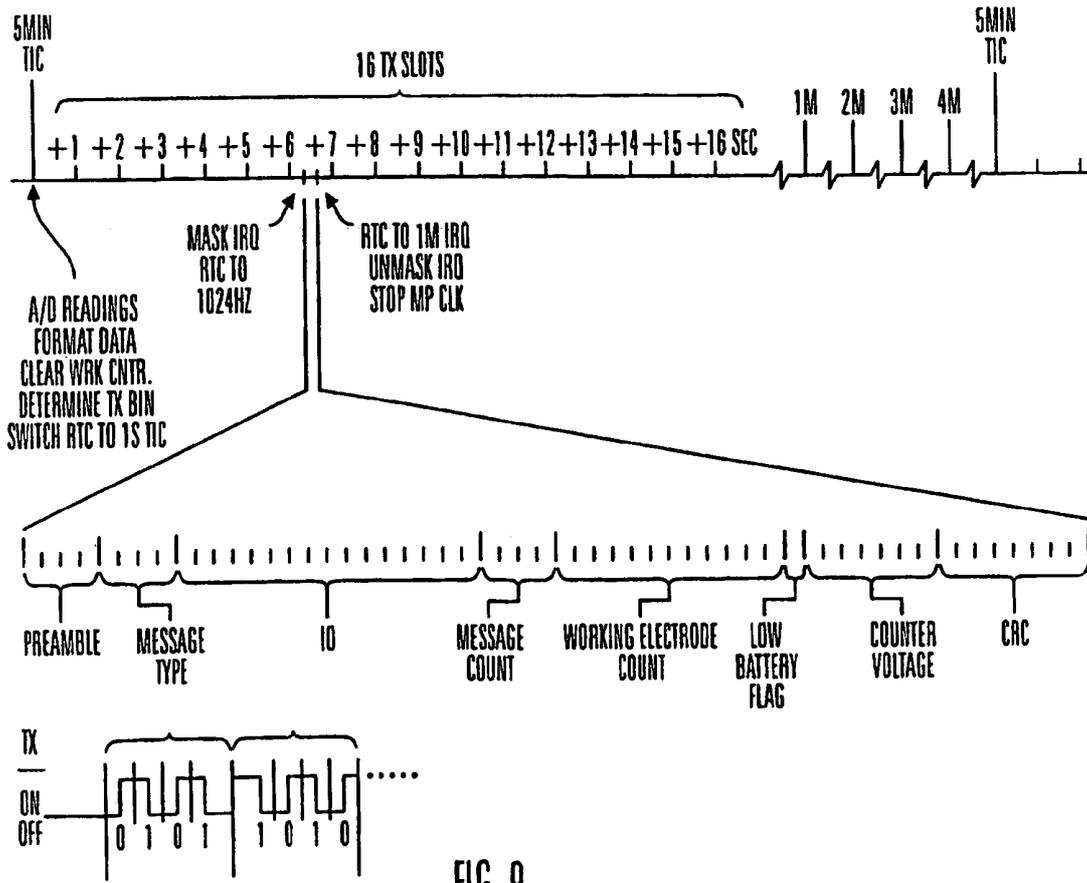 5MIN
TIC
5MIN
TIC
16 TX SLOTS
1M 2M 3M 4M
+1 +2 +3 +4 +5 +6 +7 +8 +9 +10 +11 +12 +13 +14 +15 +16 SEC
MASK IRQ
RTC TO
1024HZ
RTC TO 1M IRQ
UNMASK IRQ
STOP MP CLK
A/D READINGS
FORMAT DATA
CLEAR WRK CNTR.
DETERMINE TX BIN
SWITCH RTC TO 1S TIC
PREAMBLE
MESSAGE
TYPE
ID
MESSAGE
COUNT
WORKING ELECTRODE
COUNT
LOW
BATTERY
FLAG
COUNTER
VOLTAGE
CRC
TX
ON
OFF
0 1 0 1 1 0 1 0